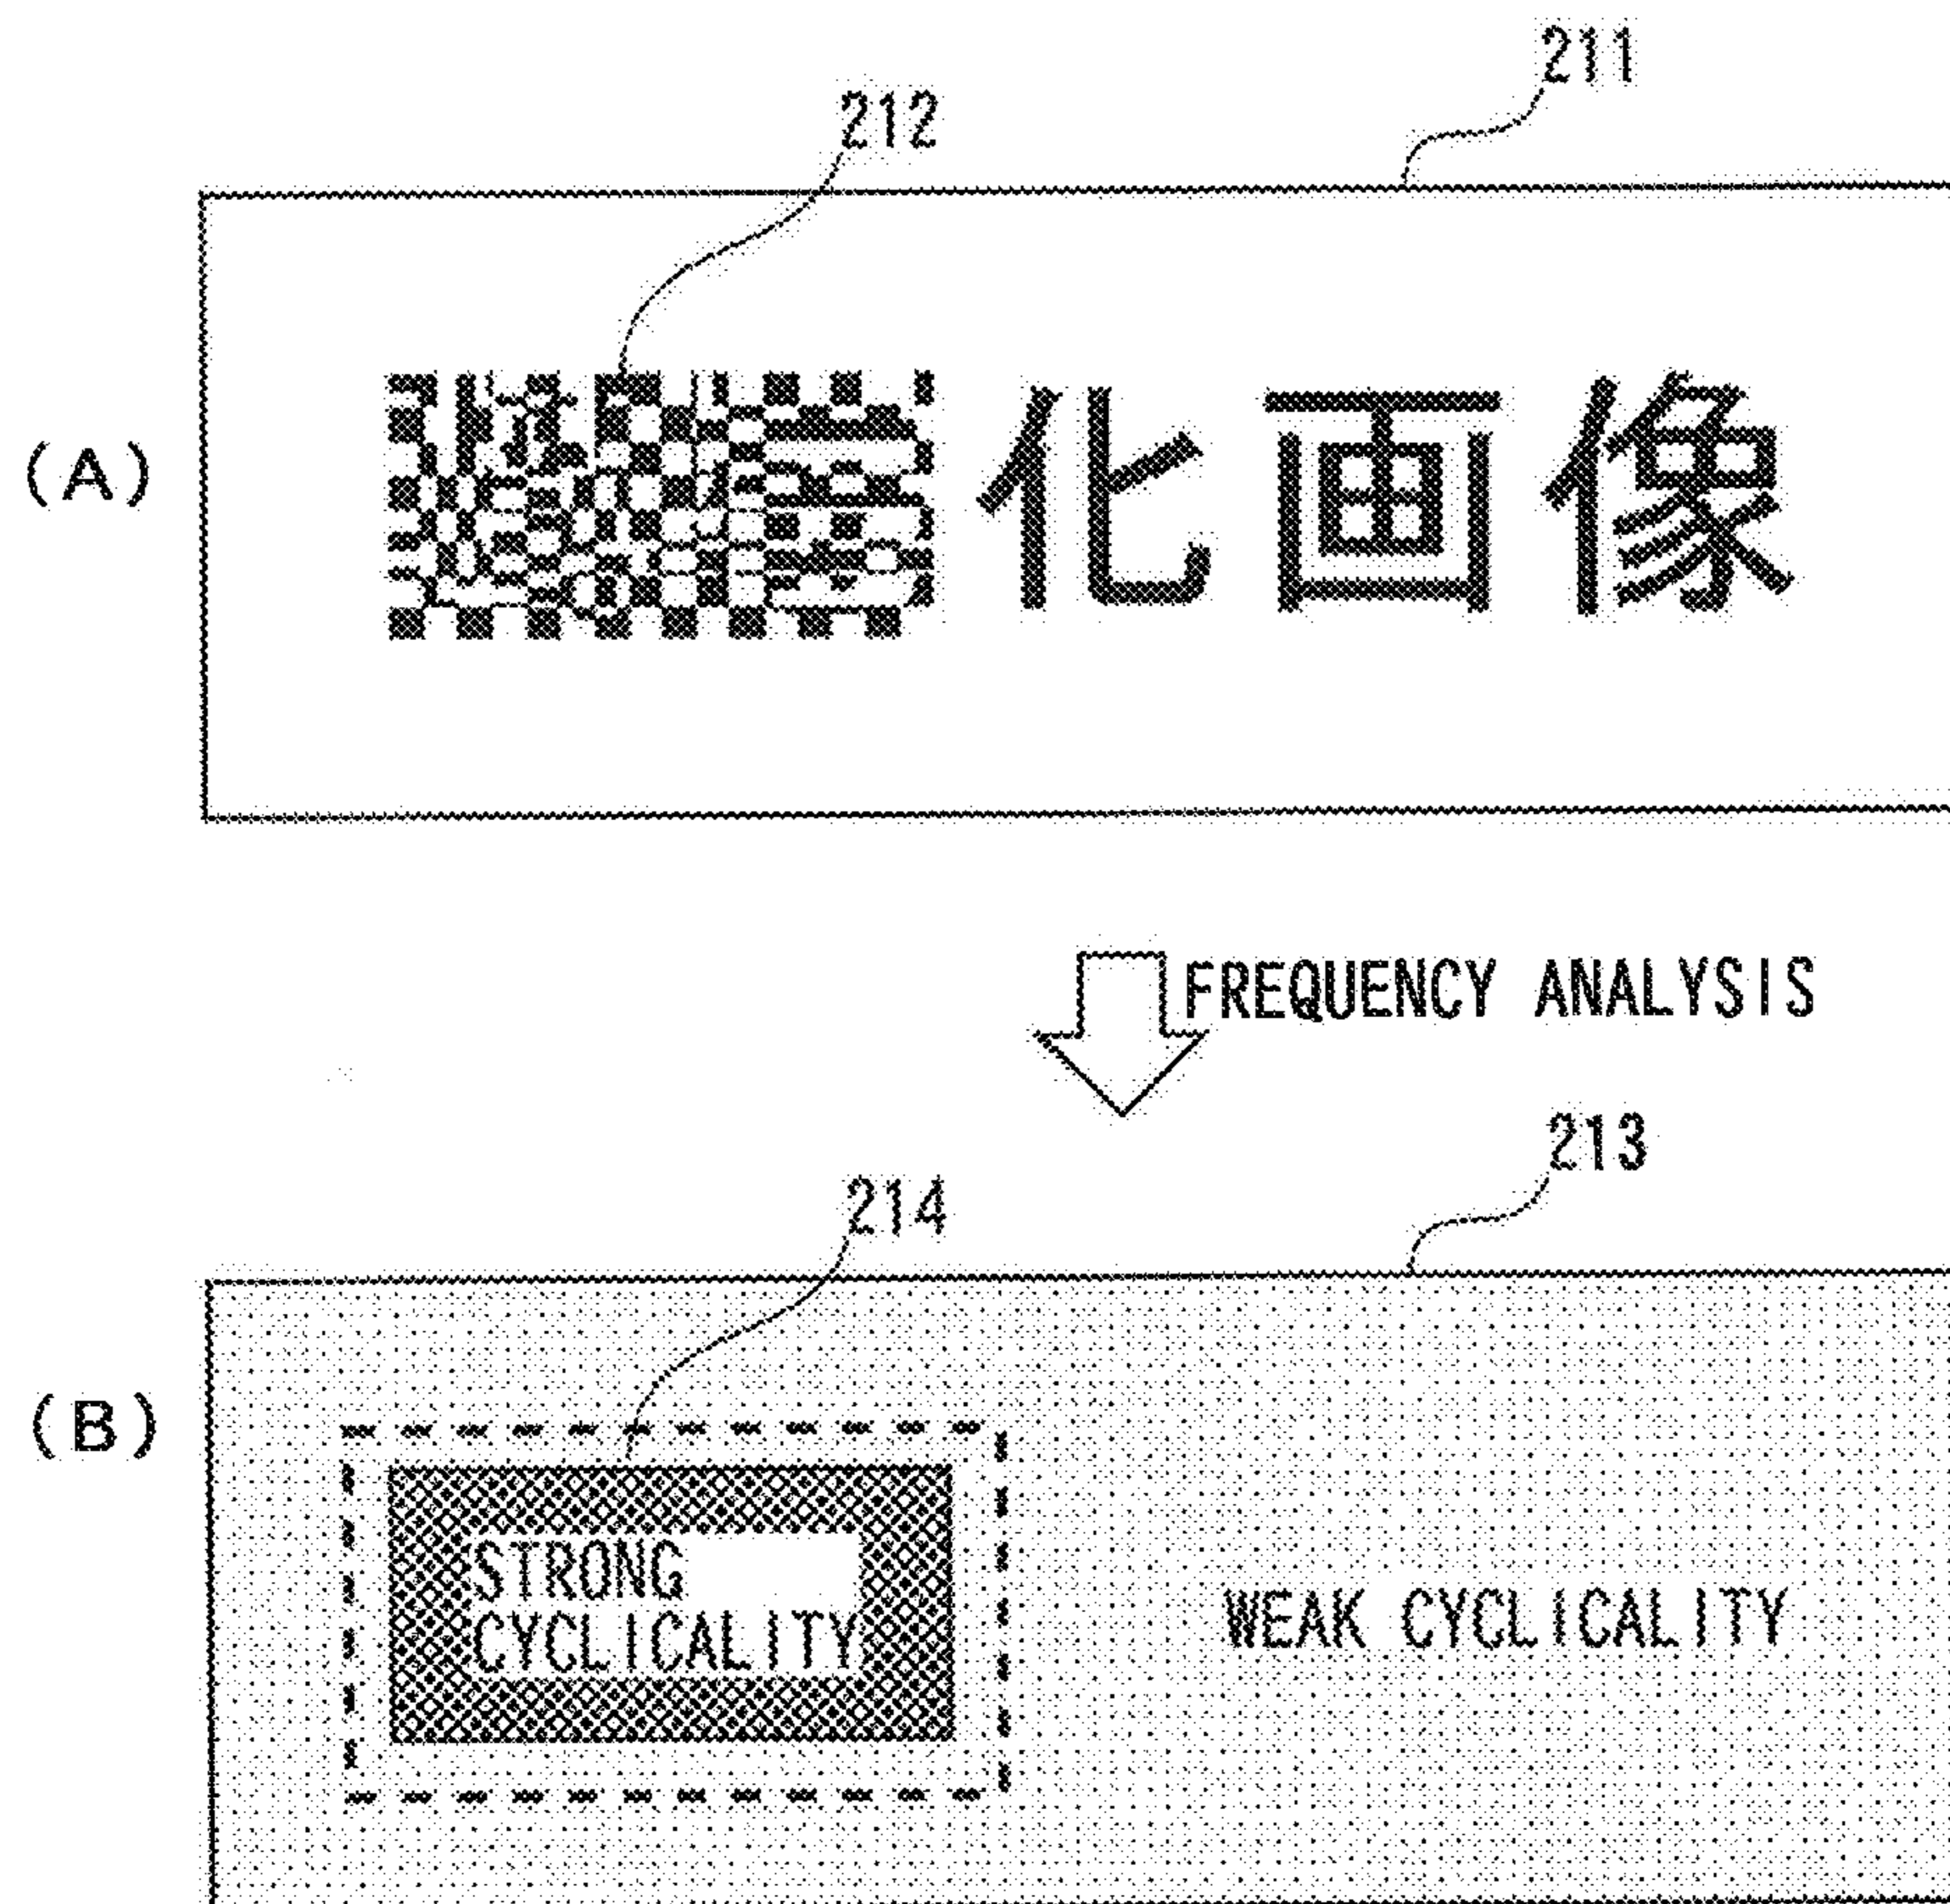 211
212
(A)
化画像
FREQUENCY ANALYSIS
213
214
(B)
STRONG
CYCLICALITY
WEAK CYCLICALITY